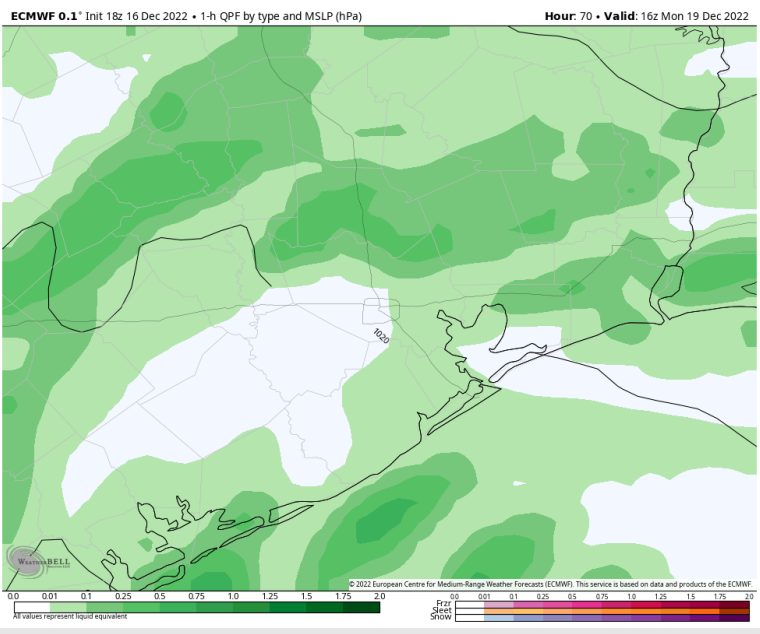 ECMWF 0.1° Init 18z 16 Dec 2022 • 1-h QPF by type and MSLP (hPa) Hour: 70 • Valid: 16z Mon 19 Dec 2022
1020
WEATHERBELL
© 2022 European Centre for Medium-Range Weather Forecasts (ECMWF). This service is based on data and products of the ECMWF.
0.0 0.01 0.1 0.25 0.5 0.75 1.0 1.25 1.5 1.75 2.0
All values represent liquid equivalent
0.0 0.01 0.1 0.25 0.5 0.75 1.0 1.25 1.5 1.75 2.0
Frzr
Sleet
Snow